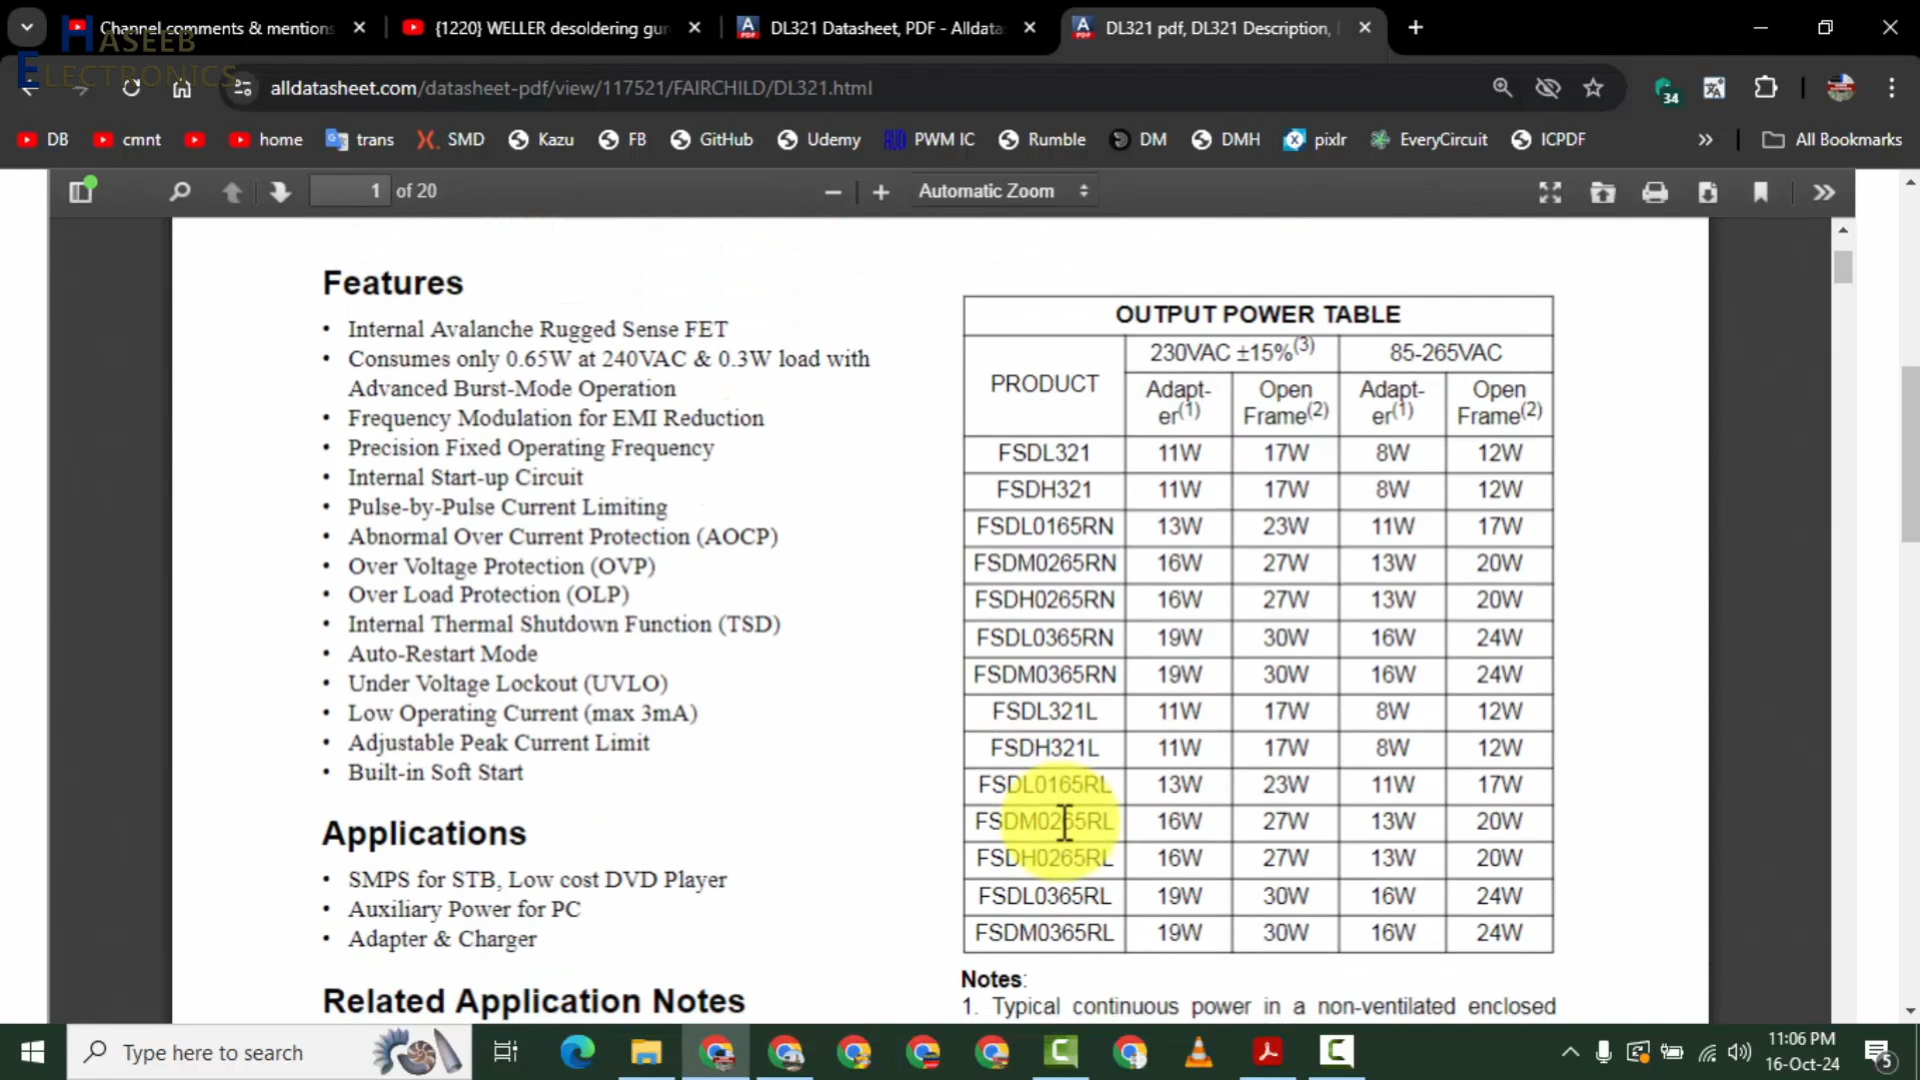 Channel comments & mentions
{1220} WELLER desoldering gun
DL321 Datasheet, PDF - Alldata
DL321 pdf, DL321 Description,
HASEEB
ELECTRONICS
alldatasheet.com/datasheet-pdf/view/117521/FAIRCHILD/DL321.html
34
DB
cmnt
home
trans
SMD
Kazu
FB
GitHub
Udemy
PWM IC
Rumble
DM
DMH
pixlr
EveryCircuit
ICPDF
All Bookmarks
1 of 20
Automatic Zoom
Features
• Internal Avalanche Rugged Sense FET
• Consumes only 0.65W at 240VAC & 0.3W load with
Advanced Burst-Mode Operation
• Frequency Modulation for EMI Reduction
• Precision Fixed Operating Frequency
• Internal Start-up Circuit
• Pulse-by-Pulse Current Limiting
• Abnormal Over Current Protection (AOCP)
• Over Voltage Protection (OVP)
• Over Load Protection (OLP)
• Internal Thermal Shutdown Function (TSD)
• Auto-Restart Mode
• Under Voltage Lockout (UVLO)
• Low Operating Current (max 3mA)
• Adjustable Peak Current Limit
• Built-in Soft Start
Applications
• SMPS for STB, Low cost DVD Player
• Auxiliary Power for PC
• Adapter & Charger
Related Application Notes
OUTPUT POWER TABLE
PRODUCT 230VAC ±15%(3) 85-265VAC
Adapt-er(1) Open Frame(2) Adapt-er(1) Open Frame(2)
FSDL321 11W 17W 8W 12W
FSDH321 11W 17W 8W 12W
FSDL0165RN 13W 23W 11W 17W
FSDM0265RN 16W 27W 13W 20W
FSDH0265RN 16W 27W 13W 20W
FSDL0365RN 19W 30W 16W 24W
FSDM0365RN 19W 30W 16W 24W
FSDL321L 11W 17W 8W 12W
FSDH321L 11W 17W 8W 12W
FSDL0165RL 13W 23W 11W 17W
FSDM0265RL 16W 27W 13W 20W
FSDH0265RL 16W 27W 13W 20W
FSDL0365RL 19W 30W 16W 24W
FSDM0365RL 19W 30W 16W 24W
Notes:
1. Typical continuous power in a non-ventilated enclosed
Type here to search
11:06 PM
16-Oct-24
5